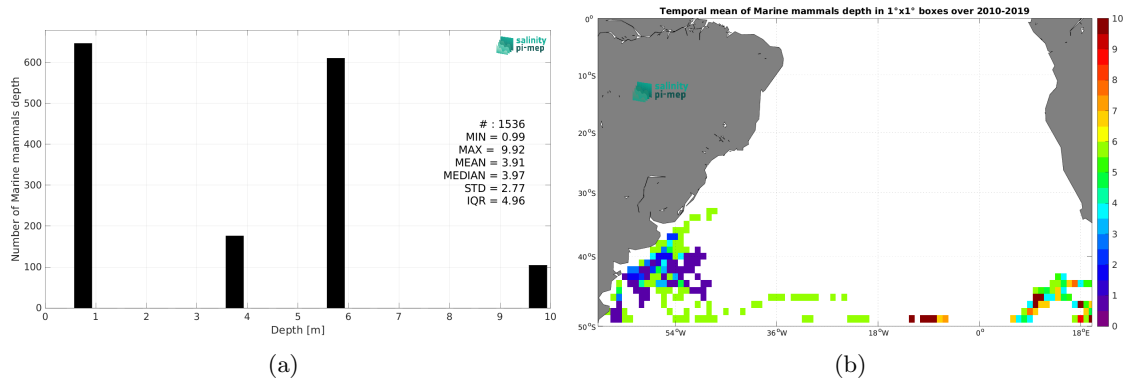 salinity
pi-mep
600
500
400
300
200
100
0
Number of Marine mammals depth
# : 1536
MIN = 0.99
MAX = 9.92
MEAN = 3.91
MEDIAN = 3.97
STD = 2.77
IQR = 4.96
0 1 2 3 4 5 6 7 8 9 10
Depth [m]
(a)
Temporal mean of Marine mammals depth in 1°x1° boxes over 2010-2019
salinity
pi-mep
0°
10°S
20°S
30°S
40°S
50°S
54°W 36°W 18°W 0° 18°E
10
9
8
7
6
5
4
3
2
1
0
(b)